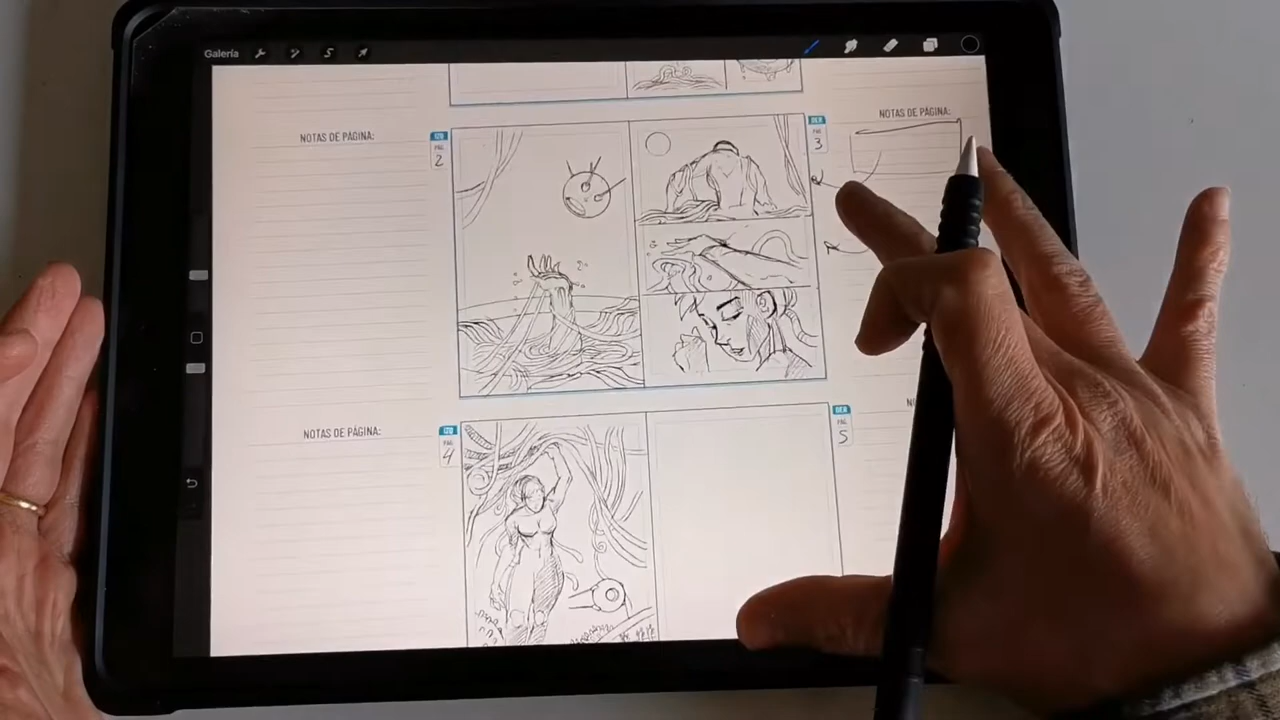 Galería
NOTAS DE PÁGINA:
IZQ
PÁG
2
DER
PÁG
3
NOTAS DE PÁGINA:
NOTAS DE PÁGINA:
IZQ
PÁG
4
DER
PÁG
5
NO